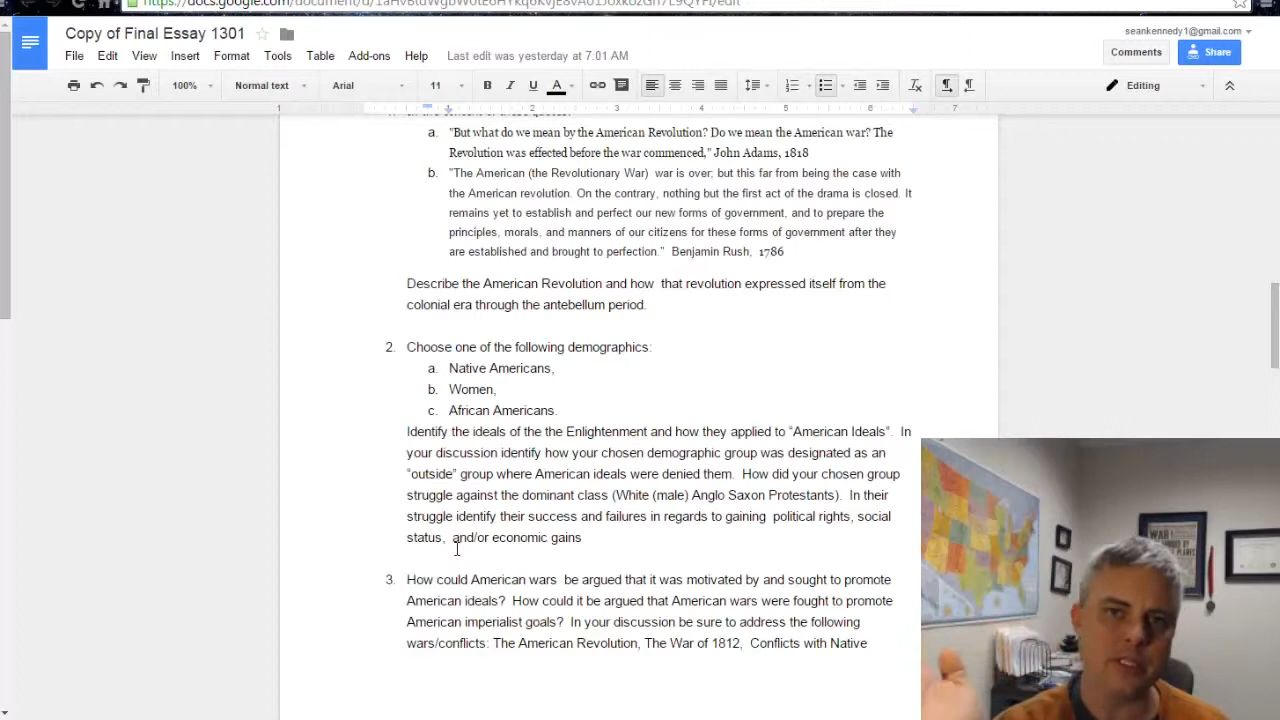 Copy of Final Essay 1301
seankennedy1@gmail.com
File Edit View Insert Format Tools Table Add-ons Help Last edit was yesterday at 7:01 AM
Comments
Share
100% Normal text Arial 11 B I U A Editing
1 1 2 3 4 5 6 7
a. "But what do we mean by the American Revolution? Do we mean the American war? The
Revolution was effected before the war commenced," John Adams, 1818
b. "The American (the Revolutionary War) war is over; but this far from being the case with
the American revolution. On the contrary, nothing but the first act of the drama is closed. It
remains yet to establish and perfect our new forms of government, and to prepare the
principles, morals, and manners of our citizens for these forms of government after they
are established and brought to perfection." Benjamin Rush, 1786
Describe the American Revolution and how that revolution expressed itself from the
colonial era through the antebellum period.
2. Choose one of the following demographics:
a. Native Americans,
b. Women,
c. African Americans.
Identify the ideals of the the Enlightenment and how they applied to “American Ideals”. In
your discussion identify how your chosen demographic group was designated as an
“outside” group where American ideals were denied them. How did your chosen group
struggle against the dominant class (White (male) Anglo Saxon Protestants). In their
struggle identify their success and failures in regards to gaining political rights, social
status, and/or economic gains
3. How could American wars be argued that it was motivated by and sought to promote
American ideals? How could it be argued that American wars were fought to promote
American imperialist goals? In your discussion be sure to address the following
wars/conflicts: The American Revolution, The War of 1812, Conflicts with Native